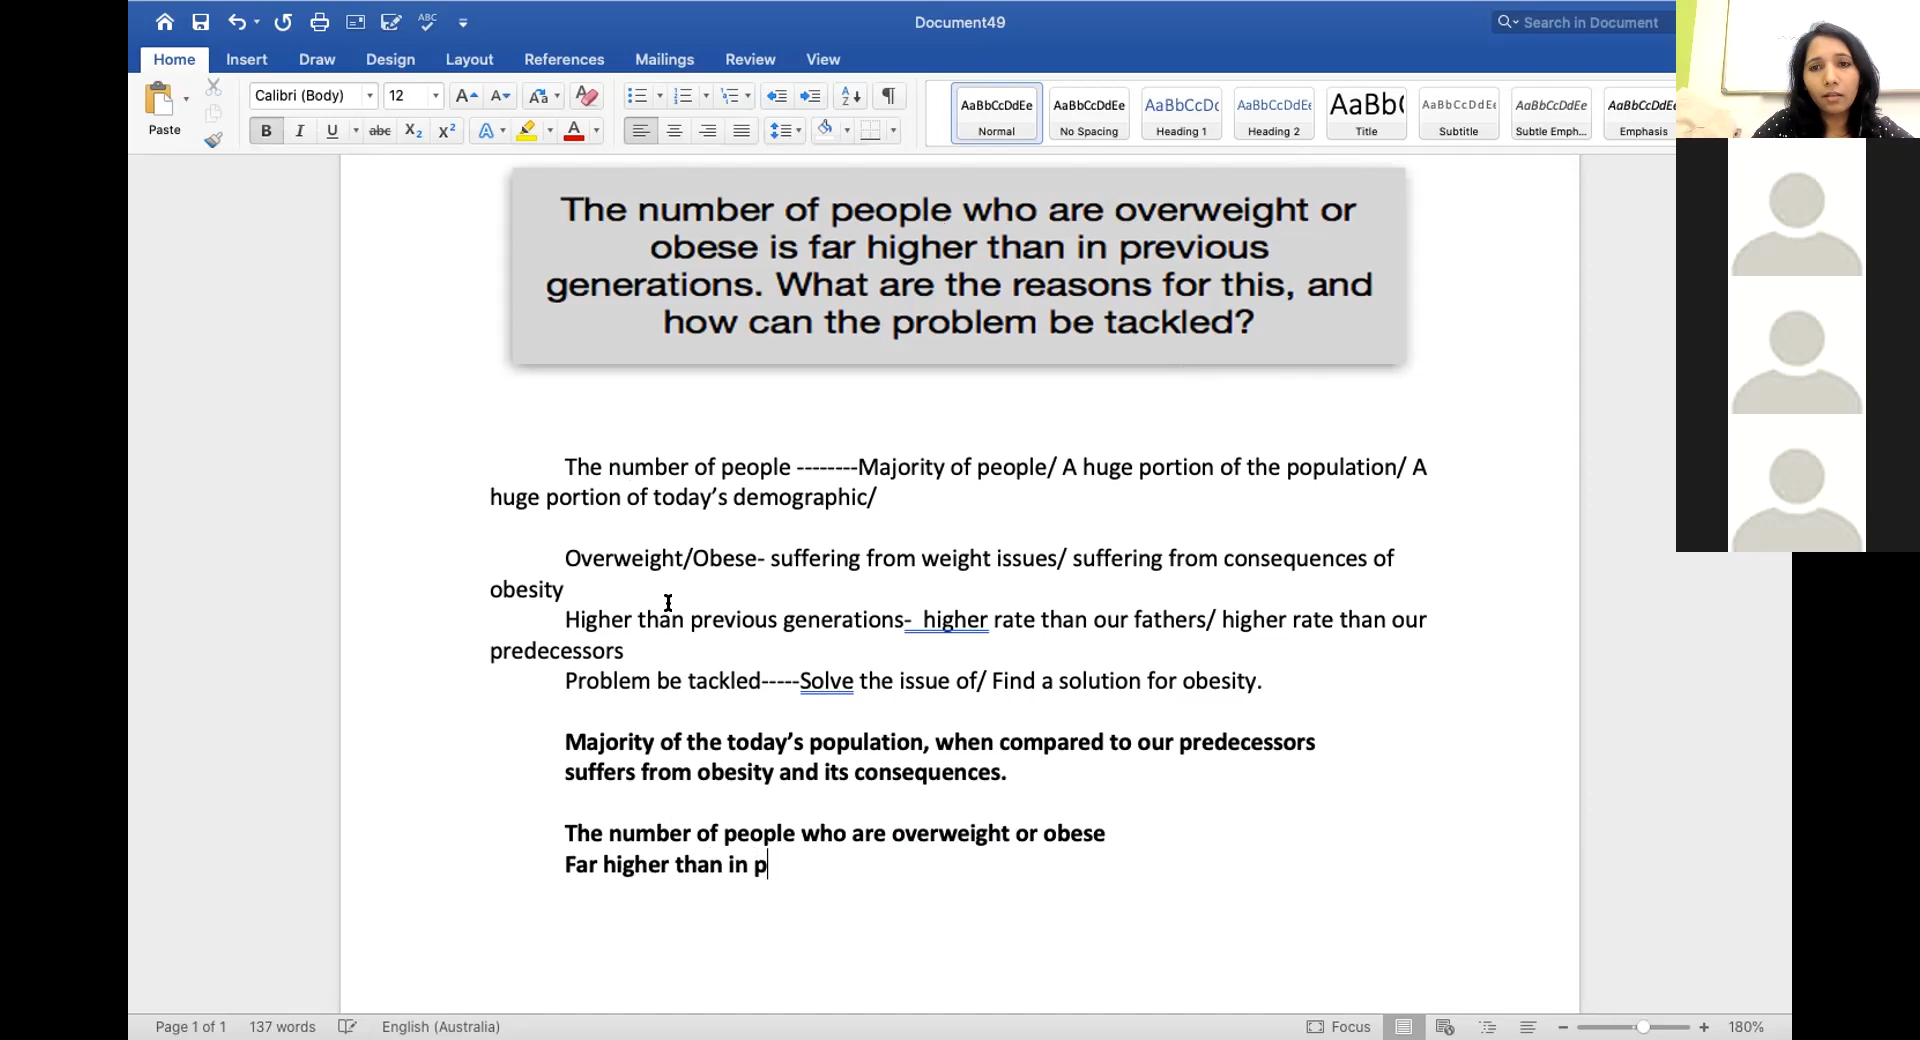 Document49
Search in Document
Home Insert Draw Design Layout References Mailings Review View
Paste
Calibri (Body) 12
AaBbCcDdEe Normal
AaBbCcDdEe No Spacing
AaBbCcDc Heading 1
AaBbCcDdEe Heading 2
AaBb( Title
AaBbCcDdEe Subtitle
AaBbCcDdEe Subtle Emph...
AaBbCcDdEe Emphasis
The number of people who are overweight or
obese is far higher than in previous
generations. What are the reasons for this, and
how can the problem be tackled?
The number of people --------Majority of people/ A huge portion of the population/ A
huge portion of today’s demographic/
Overweight/Obese- suffering from weight issues/ suffering from consequences of
obesity
Higher than previous generations-  higher rate than our fathers/ higher rate than our
predecessors
Problem be tackled-----Solve the issue of/ Find a solution for obesity.
Majority of the today’s population, when compared to our predecessors
suffers from obesity and its consequences.
The number of people who are overweight or obese
Far higher than in p
Page 1 of 1 137 words English (Australia) Focus 180%